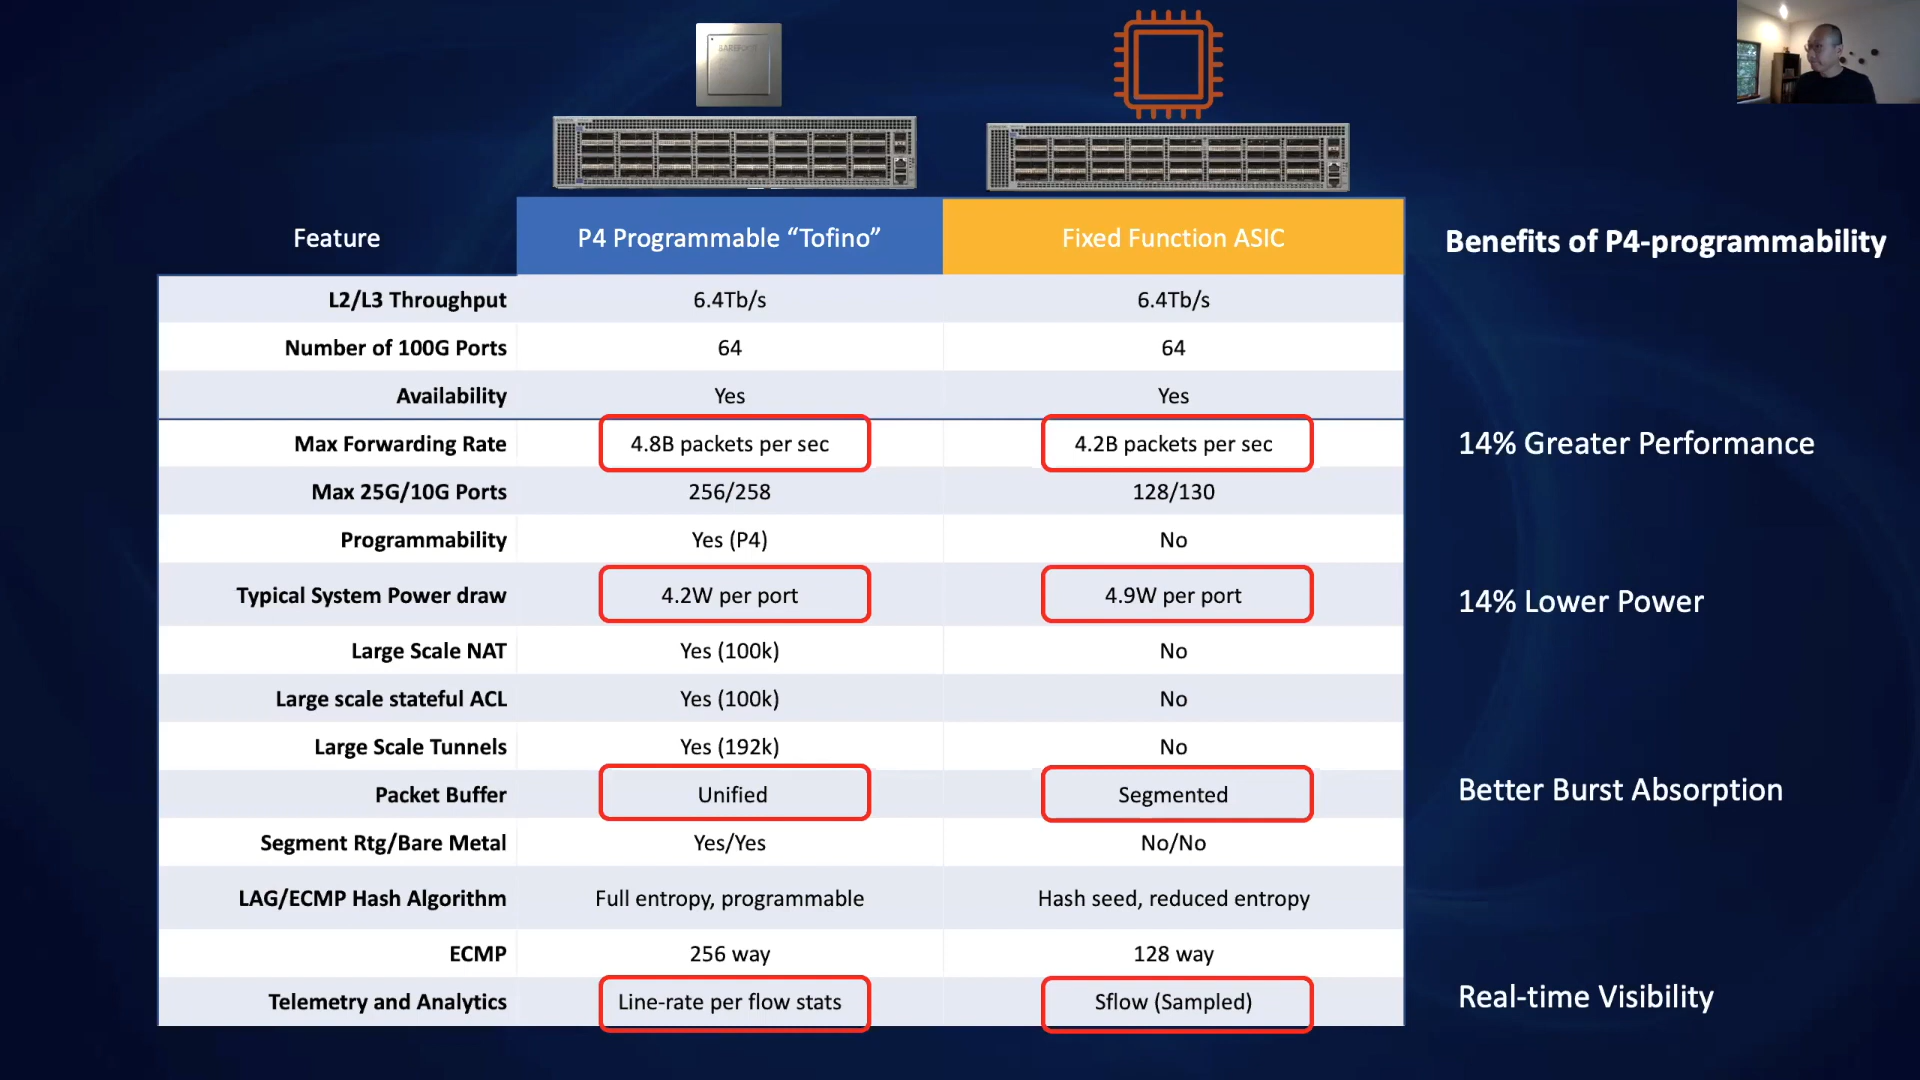 BAREFOOT
Feature
P4 Programmable “Tofino”
Fixed Function ASIC
Benefits of P4-programmability
L2/L3 Throughput
6.4Tb/s
6.4Tb/s
Number of 100G Ports
64
64
Availability
Yes
Yes
Max Forwarding Rate
4.8B packets per sec
4.2B packets per sec
14% Greater Performance
Max 25G/10G Ports
256/258
128/130
Programmability
Yes (P4)
No
Typical System Power draw
4.2W per port
4.9W per port
14% Lower Power
Large Scale NAT
Yes (100k)
No
Large scale stateful ACL
Yes (100k)
No
Large Scale Tunnels
Yes (192k)
No
Packet Buffer
Unified
Segmented
Better Burst Absorption
Segment Rtg/Bare Metal
Yes/Yes
No/No
LAG/ECMP Hash Algorithm
Full entropy, programmable
Hash seed, reduced entropy
ECMP
256 way
128 way
Telemetry and Analytics
Line-rate per flow stats
Sflow (Sampled)
Real-time Visibility